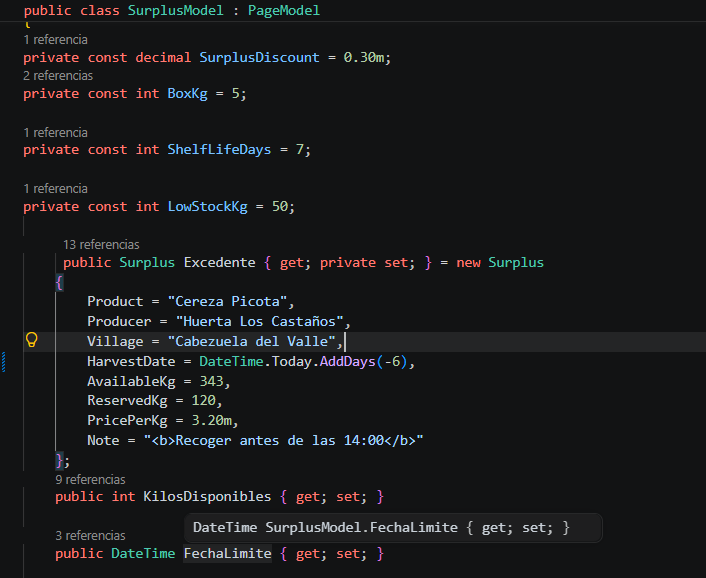 public class SurplusModel : PageModel
{
1 referencia
private const decimal SurplusDiscount = 0.30m;
2 referencias
private const int BoxKg = 5;
1 referencia
private const int ShelfLifeDays = 7;
1 referencia
private const int LowStockKg = 50;
13 referencias
public Surplus Excedente { get; private set; } = new Surplus
{
Product = "Cereza Picota",
Producer = "Huerta Los Castaños",
Village = "Cabezuela del Valle",
HarvestDate = DateTime.Today.AddDays(-6),
AvailableKg = 343,
ReservedKg = 120,
PricePerKg = 3.20m,
Note = "<b>Recoger antes de las 14:00</b>"
};
9 referencias
public int KilosDisponibles { get; set; }
DateTime SurplusModel.FechaLimite { get; set; }
3 referencias
public DateTime FechaLimite { get; set; }